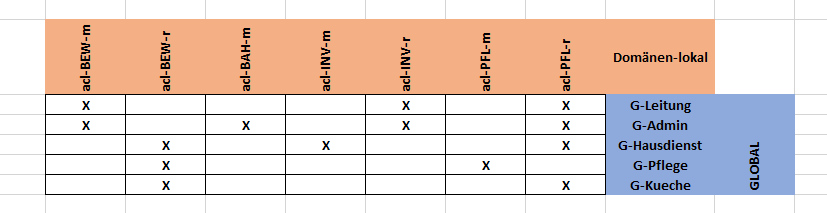 acl-BEW-m acl-BEW-r acl-BAH-m acl-INV-m acl-INV-r acl-PFL-m acl-PFL-r Domänen-lokal
X X X G-Leitung
X X X X G-Admin
X X X G-Hausdienst
X X G-Pflege
X X G-Kueche
GLOBAL